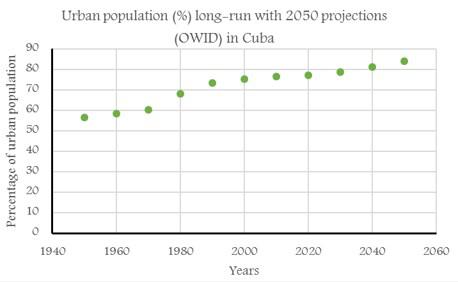 Urban population (%) long-run with 2050 projections
(OWID) in Cuba
Percentage of urban population
90
80
70
60
50
40
30
20
10
0
1940 1960 1980 2000 2020 2040 2060
Years